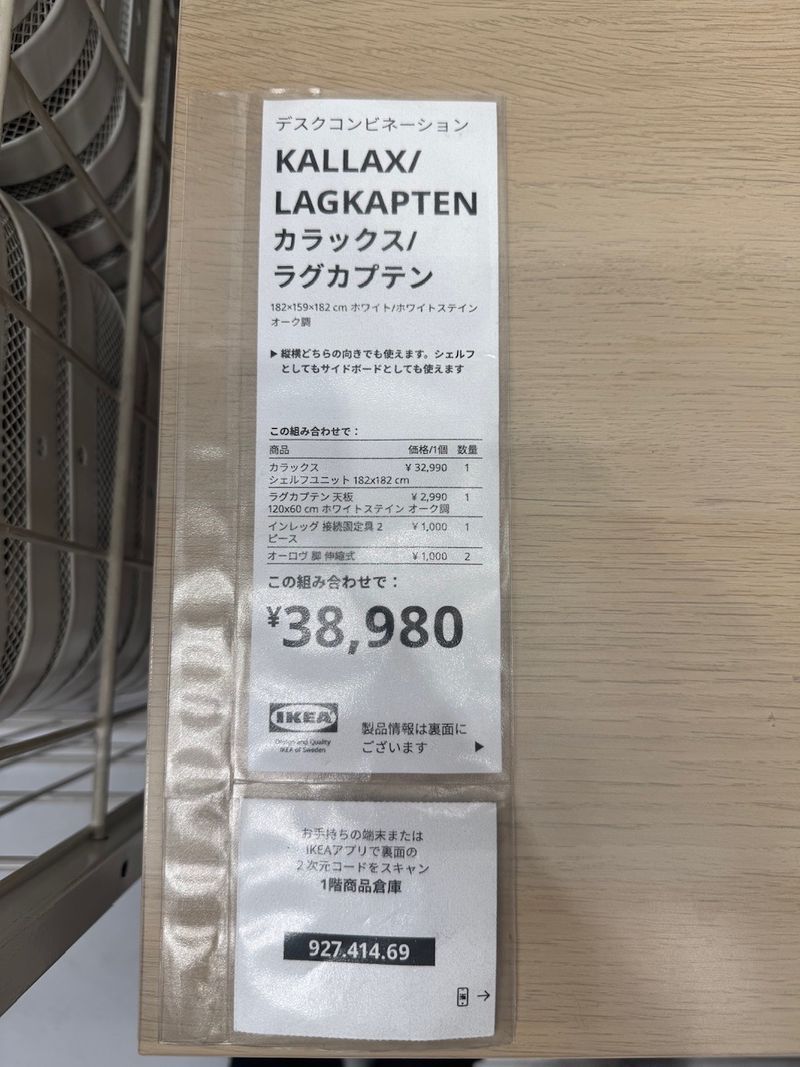 デスクコンビネーション
KALLAX/
LAGKAPTEN
カラックス/
ラグカプテン
182×159×182 cm ホワイト/ホワイトステイン
オーク調
▶ 縦横どちらの向きでも使えます。シェルフ
としてもサイドボードとしても使えます
この組み合わせで：
商品 価格/1個 数量
カラックス ¥ 32,990 1
シェルフユニット 182x182 cm
ラグカプテン 天板 ¥ 2,990 1
120x60 cm ホワイトステイン オーク調
インレッグ 接続固定具 2 ¥ 1,000 1
ピース
オーロヴ 脚 伸縮式 ¥ 1,000 2
この組み合わせで：
¥38,980
IKEA
Design and Quality
IKEA of Sweden
製品情報は裏面に
ございます ▶
お手持ちの端末または
IKEAアプリで裏面の
2次元コードをスキャン
1階商品倉庫
927.414.69